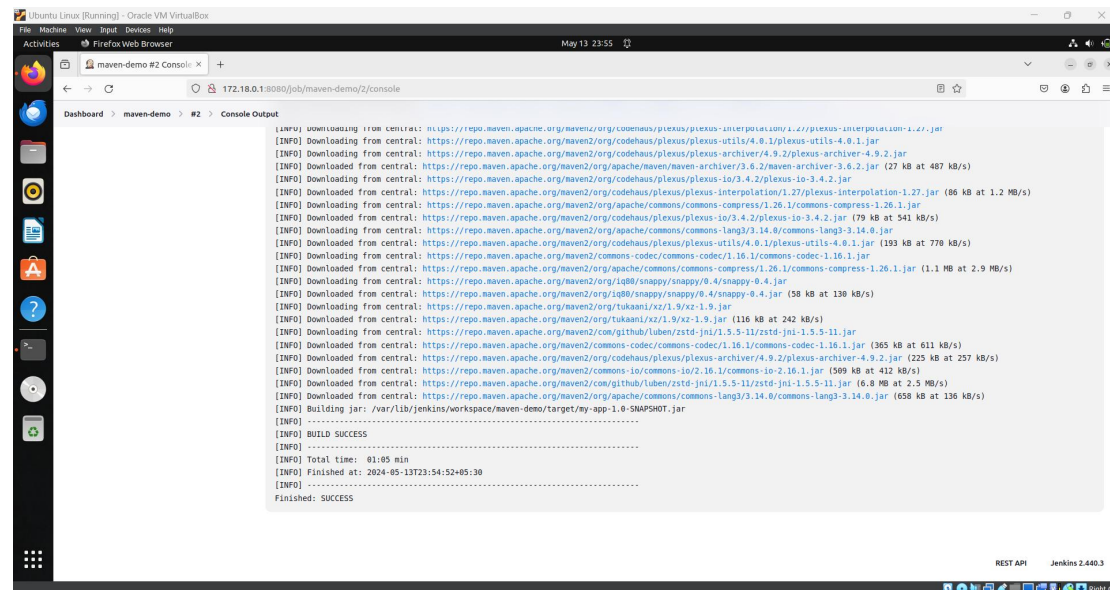 Ubuntu Linux [Running] - Oracle VM VirtualBox
File Machine View Input Devices Help
Activities Firefox Web Browser May 13 23:55
maven-demo #2 Console
172.18.0.1:8080/job/maven-demo/2/console
Dashboard > maven-demo > #2 > Console Output
[INFO] Downloading from central: https://repo.maven.apache.org/maven2/org/codehaus/plexus/plexus-interpolation/1.27/plexus-interpolation-1.27.jar
[INFO] Downloading from central: https://repo.maven.apache.org/maven2/org/codehaus/plexus/plexus-utils/4.0.1/plexus-utils-4.0.1.jar
[INFO] Downloading from central: https://repo.maven.apache.org/maven2/org/codehaus/plexus/plexus-archiver/4.9.2/plexus-archiver-4.9.2.jar
[INFO] Downloaded from central: https://repo.maven.apache.org/maven2/org/apache/maven/maven-archiver/3.6.2/maven-archiver-3.6.2.jar (27 kB at 487 kB/s)
[INFO] Downloading from central: https://repo.maven.apache.org/maven2/org/codehaus/plexus/plexus-io/3.4.2/plexus-io-3.4.2.jar
[INFO] Downloaded from central: https://repo.maven.apache.org/maven2/org/codehaus/plexus/plexus-interpolation/1.27/plexus-interpolation-1.27.jar (86 kB at 1.2 MB/s)
[INFO] Downloading from central: https://repo.maven.apache.org/maven2/org/apache/commons/commons-compress/1.26.1/commons-compress-1.26.1.jar
[INFO] Downloaded from central: https://repo.maven.apache.org/maven2/org/codehaus/plexus/plexus-io/3.4.2/plexus-io-3.4.2.jar (79 kB at 541 kB/s)
[INFO] Downloading from central: https://repo.maven.apache.org/maven2/org/apache/commons/commons-lang3/3.14.0/commons-lang3-3.14.0.jar
[INFO] Downloaded from central: https://repo.maven.apache.org/maven2/org/codehaus/plexus/plexus-utils/4.0.1/plexus-utils-4.0.1.jar (193 kB at 770 kB/s)
[INFO] Downloading from central: https://repo.maven.apache.org/maven2/commons-codec/commons-codec/1.16.1/commons-codec-1.16.1.jar
[INFO] Downloaded from central: https://repo.maven.apache.org/maven2/org/apache/commons/commons-compress/1.26.1/commons-compress-1.26.1.jar (1.1 MB at 2.9 MB/s)
[INFO] Downloading from central: https://repo.maven.apache.org/maven2/org/iq80/snappy/snappy/0.4/snappy-0.4.jar
[INFO] Downloaded from central: https://repo.maven.apache.org/maven2/org/iq80/snappy/snappy/0.4/snappy-0.4.jar (58 kB at 130 kB/s)
[INFO] Downloading from central: https://repo.maven.apache.org/maven2/org/tukaani/xz/1.9/xz-1.9.jar
[INFO] Downloaded from central: https://repo.maven.apache.org/maven2/org/tukaani/xz/1.9/xz-1.9.jar (116 kB at 242 kB/s)
[INFO] Downloading from central: https://repo.maven.apache.org/maven2/com/github/luben/zstd-jni/1.5.5-11/zstd-jni-1.5.5-11.jar
[INFO] Downloaded from central: https://repo.maven.apache.org/maven2/commons-codec/commons-codec/1.16.1/commons-codec-1.16.1.jar (365 kB at 611 kB/s)
[INFO] Downloaded from central: https://repo.maven.apache.org/maven2/org/codehaus/plexus/plexus-archiver/4.9.2/plexus-archiver-4.9.2.jar (225 kB at 257 kB/s)
[INFO] Downloaded from central: https://repo.maven.apache.org/maven2/commons-io/commons-io/2.16.1/commons-io-2.16.1.jar (509 kB at 412 kB/s)
[INFO] Downloaded from central: https://repo.maven.apache.org/maven2/com/github/luben/zstd-jni/1.5.5-11/zstd-jni-1.5.5-11.jar (6.8 MB at 2.5 MB/s)
[INFO] Downloaded from central: https://repo.maven.apache.org/maven2/org/apache/commons/commons-lang3/3.14.0/commons-lang3-3.14.0.jar (658 kB at 136 kB/s)
[INFO] Building jar: /var/lib/jenkins/workspace/maven-demo/target/my-app-1.0-SNAPSHOT.jar
[INFO] ------------------------------------------------------------------------
[INFO] BUILD SUCCESS
[INFO] ------------------------------------------------------------------------
[INFO] Total time:  01:05 min
[INFO] Finished at: 2024-05-13T23:54:52+05:30
[INFO] ------------------------------------------------------------------------
Finished: SUCCESS
REST API Jenkins 2.440.3
Right